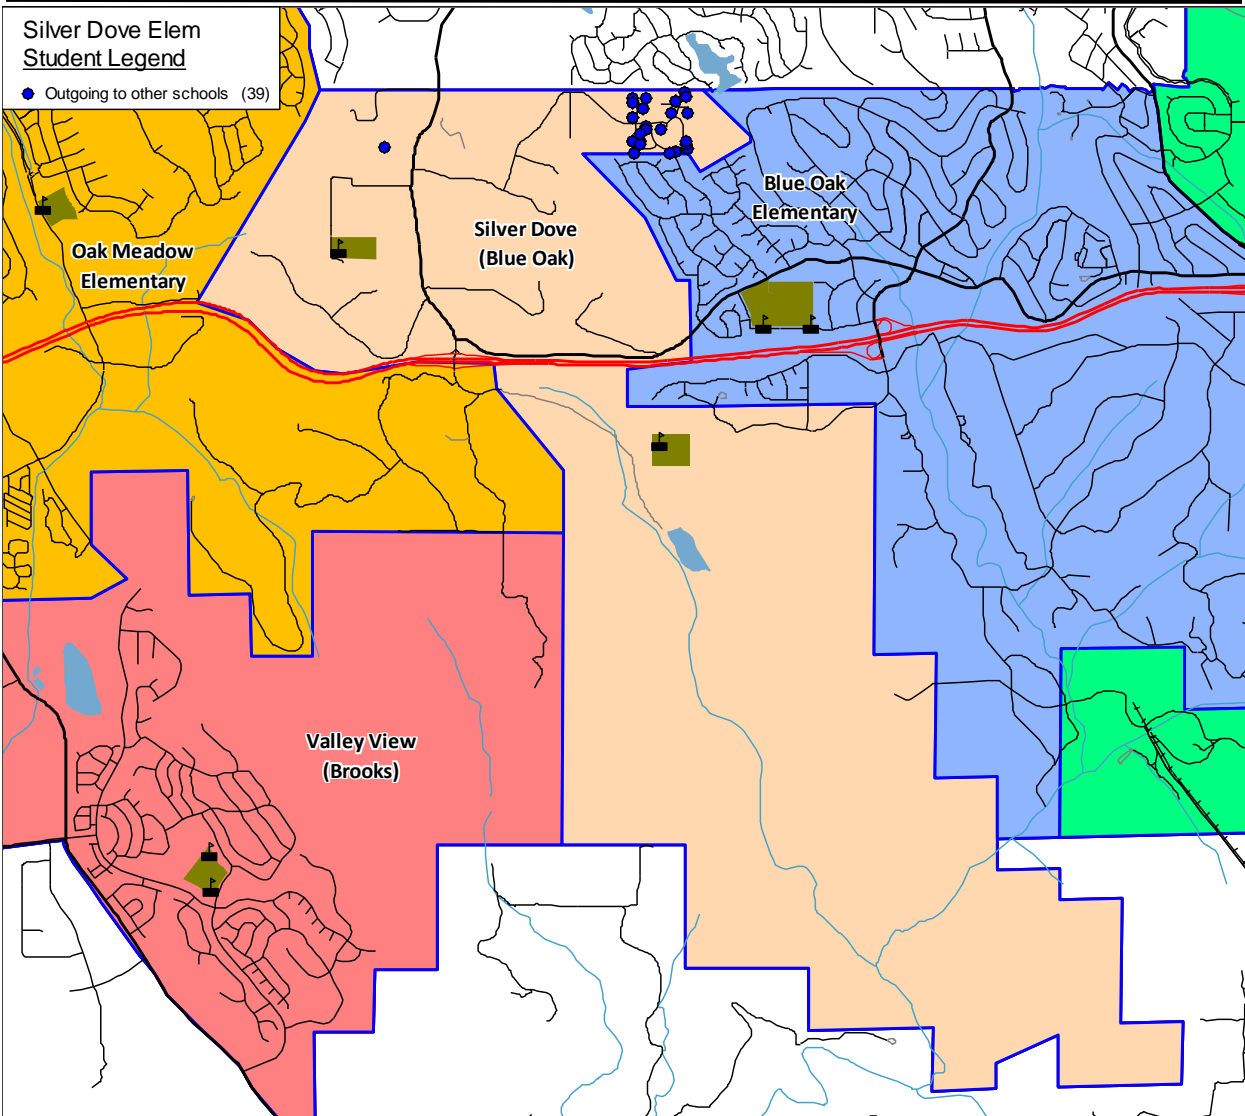 Silver Dove Elem
Student Legend
Outgoing to other schools (39)
Blue Oak
Elementary
Silver Dove
(Blue Oak)
Oak Meadow
Elementary
Valley View
(Brooks)